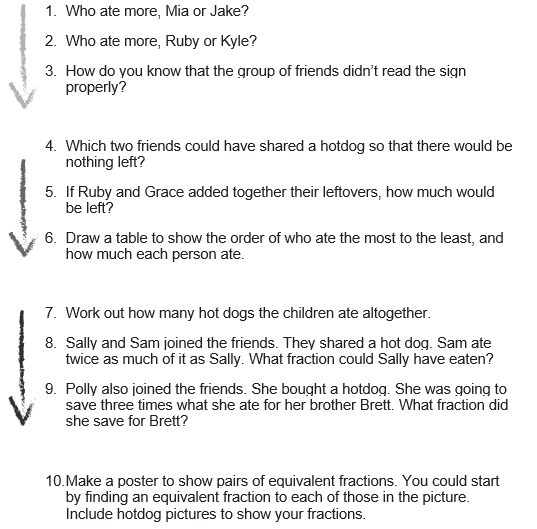 1. Who ate more, Mia or Jake?
2. Who ate more, Ruby or Kyle?
3. How do you know that the group of friends didn't read the sign
properly?
4. Which two friends could have shared a hotdog so that there would be
nothing left?
5. If Ruby and Grace added together their leftovers, how much would
be left?
6. Draw a table to show the order of who ate the most to the least, and
how much each person ate.
7. Work out how many hot dogs the children ate altogether.
8. Sally and Sam joined the friends. They shared a hot dog. Sam ate
twice as much of it as Sally. What fraction could Sally have eaten?
9. Polly also joined the friends. She bought a hotdog. She was going to
save three times what she ate for her brother Brett. What fraction did
she save for Brett?
10.Make a poster to show pairs of equivalent fractions. You could start
by finding an equivalent fraction to each of those in the picture.
Include hotdog pictures to show your fractions.